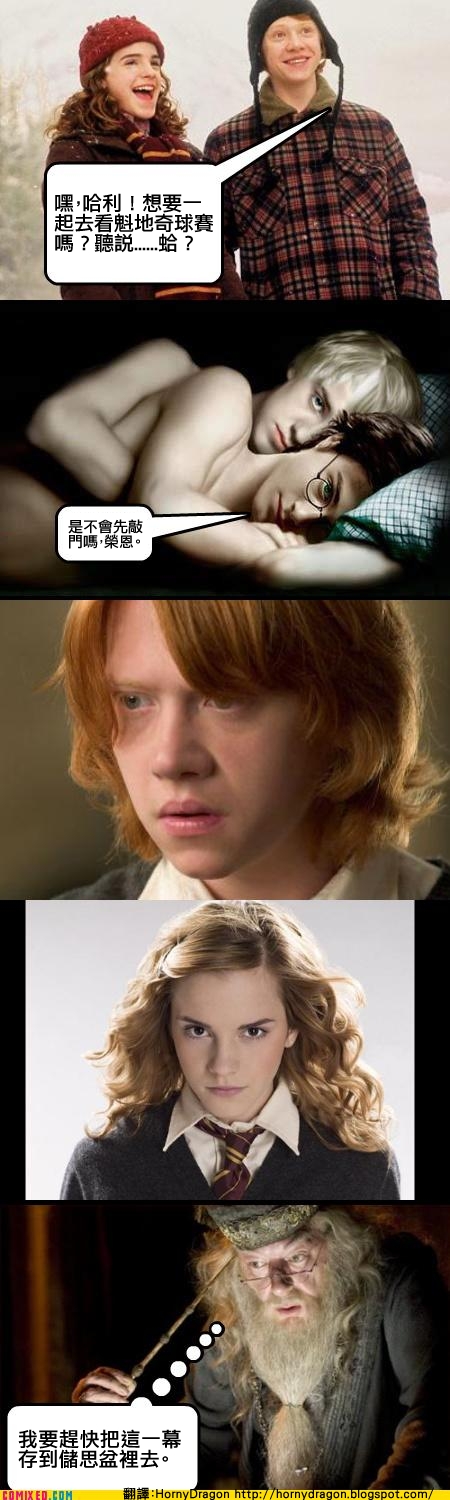 嘿，哈利！想要一
起去看魁地奇球賽
嗎？聽説......蛤？
是不會先敲
門嗎，榮恩。
我要趕快把這一幕
存到儲思盆裡去。
COMIXED.COM
翻譯：HornyDragon http://hornydragon.blogspot.com/